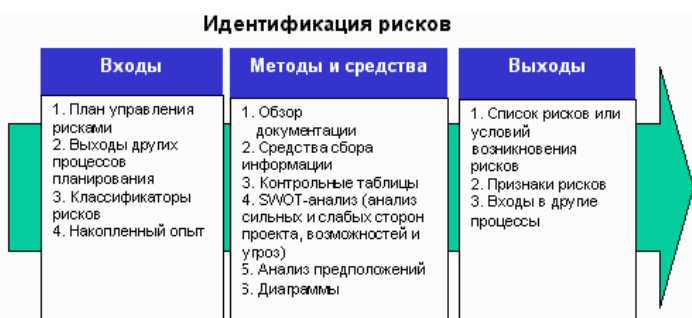 Идентификация рисков
Входы
1. План управления
рисками
2. Выходы других
процессов
планирования
3. Классификаторы
рисков
4. Накопленный опыт
Методы и средства
1. Обзор
документации
2. Средства сбора
информации
3. Контрольные таблицы
4. SWOT-анализ (анализ
сильных и слабых сторон
проекта, возможностей и
угроз)
5. Анализ предположений
6. Диаграммы
Выходы
1. Список рисков или
условий
возникновения
рисков
2. Признаки рисков
3. Входы в другие
процессы